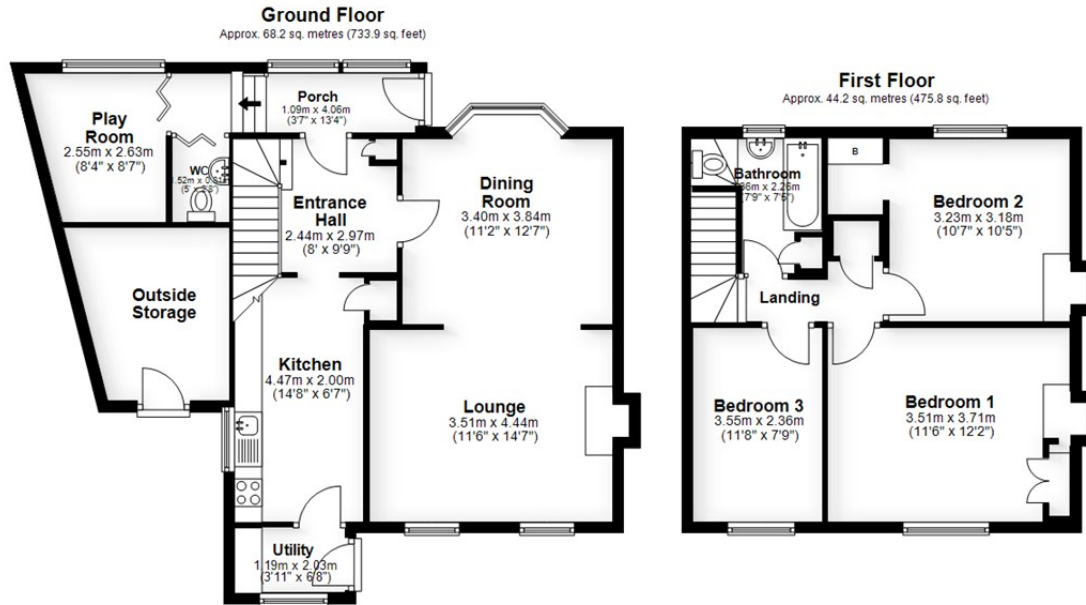 Ground Floor
Approx. 68.2 sq. metres (733.9 sq. feet)
Porch
1.09m x 4.06m
(3'7" x 13'4")
Play
Room
2.55m x 2.63m
(8'4" x 8'7")
WC
Entrance
Hall
2.44m x 2.97m
(8' x 9'9")
Dining
Room
3.40m x 3.84m
(11'2" x 12'7")
Outside
Storage
Kitchen
4.47m x 2.00m
(14'8" x 6'7")
Lounge
3.51m x 4.44m
(11'6" x 14'7")
Utility
1.19m x 2.03m
(3'11" x 6'8")
First Floor
Approx. 44.2 sq. metres (475.8 sq. feet)
B
Bathroom
Bedroom 2
3.23m x 3.18m
(10'7" x 10'5")
Landing
Bedroom 3
3.55m x 2.36m
(11'8" x 7'9")
Bedroom 1
3.51m x 3.71m
(11'6" x 12'2")